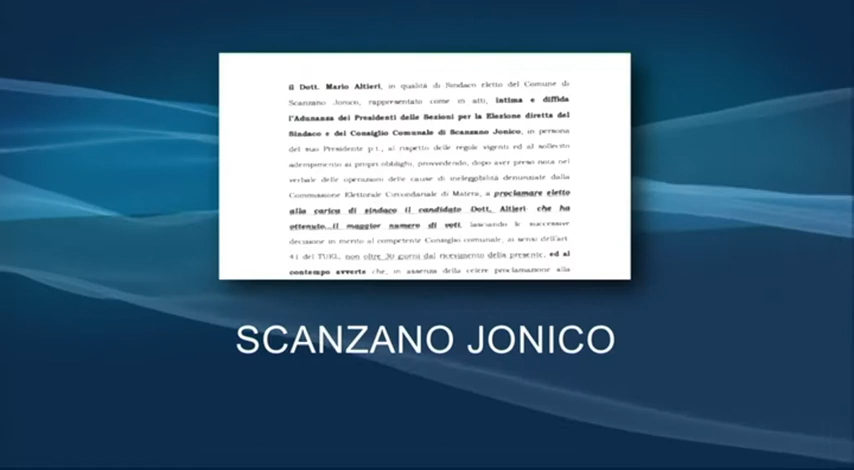 il Dott. Mario Altieri, in qualità di Sindaco eletto del Comune di
Scanzano Jonico, rappresentato come in atti, intima e diffida
l'Adunanza dei Presidenti delle Sezioni per la Elezione diretta del
Sindaco e del Consiglio Comunale di Scanzano Jonico, in persona
del suo Presidente p.t., al rispetto delle regole vigenti ed al sollecito
adempimento ai propri obblighi, provvedendo, dopo aver preso nota nel
verbale delle operazioni delle cause di ineleggibilità denunziate dalla
Commissione Elettorale Circondariale di Matera, a proclamare eletto
alla carica di sindaco il candidato Dott. Altieri che ha
ottenuto il maggior numero di voti, lasciando le successive
decisione in merito al competente Consiglio comunale, ai sensi dell'art.
41 del TUEL, non oltre 30 giorni dal ricevimento della presente, ed al
contempo avverte che, in assenza della celere proclamazione alla
SCANZANO JONICO